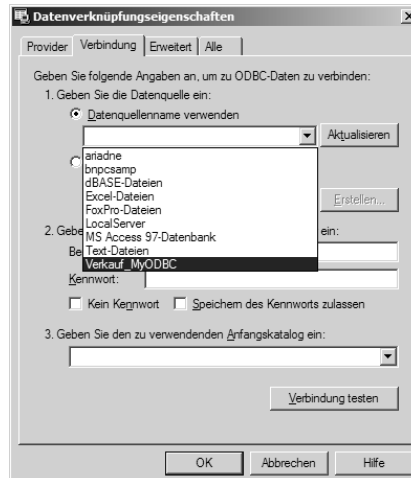 Datenverknüpfungseigenschaften
Provider Verbindung Erweitert Alle
Geben Sie folgende Angaben an, um zu ODBC-Daten zu verbinden:
1. Geben Sie die Datenquelle ein:
Datenquellenname verwenden
Aktualisieren
ariadne
bnpcsamp
dBASE-Dateien
Excel-Dateien
Erstellen...
FoxPro-Dateien
LocalServer
2. Gebe MS Access 97-Datenbank ein:
Text-Dateien
Verkauf_MyODBC
Kennwort:
Kein Kennwort Speichern des Kennworts zulassen
3. Geben Sie den zu verwendenden Anfangskatalog ein:
Verbindung testen
OK Abbrechen Hilfe